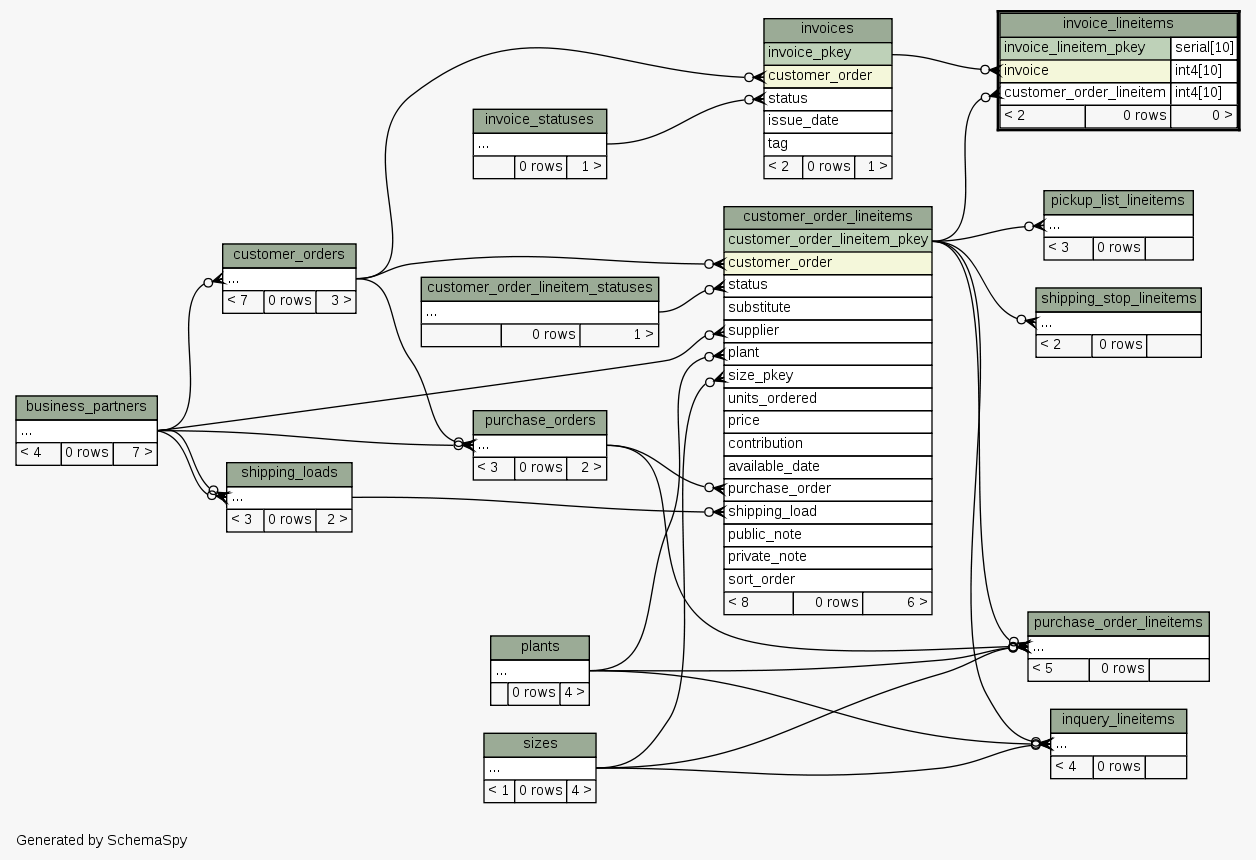 invoices
invoice_pkey
customer_order
status
issue_date
tag
< 2 0 rows 1 >
invoice_lineitems
invoice_lineitem_pkey serial[10]
invoice int4[10]
customer_order_lineitem int4[10]
< 2 0 rows 0 >
invoice_statuses
...
0 rows 1 >
pickup_list_lineitems
...
< 3 0 rows
customer_order_lineitems
customer_order_lineitem_pkey
customer_order
status
substitute
supplier
plant
size_pkey
units_ordered
price
contribution
available_date
purchase_order
shipping_load
public_note
private_note
sort_order
< 8 0 rows 6 >
customer_orders
...
< 7 0 rows 3 >
customer_order_lineitem_statuses
...
0 rows 1 >
shipping_stop_lineitems
...
< 2 0 rows
business_partners
...
< 4 0 rows 7 >
purchase_orders
...
< 3 0 rows 2 >
shipping_loads
...
< 3 0 rows 2 >
purchase_order_lineitems
...
< 5 0 rows
plants
...
0 rows 4 >
inquery_lineitems
...
< 4 0 rows
sizes
...
< 1 0 rows 4 >
Generated by SchemaSpy